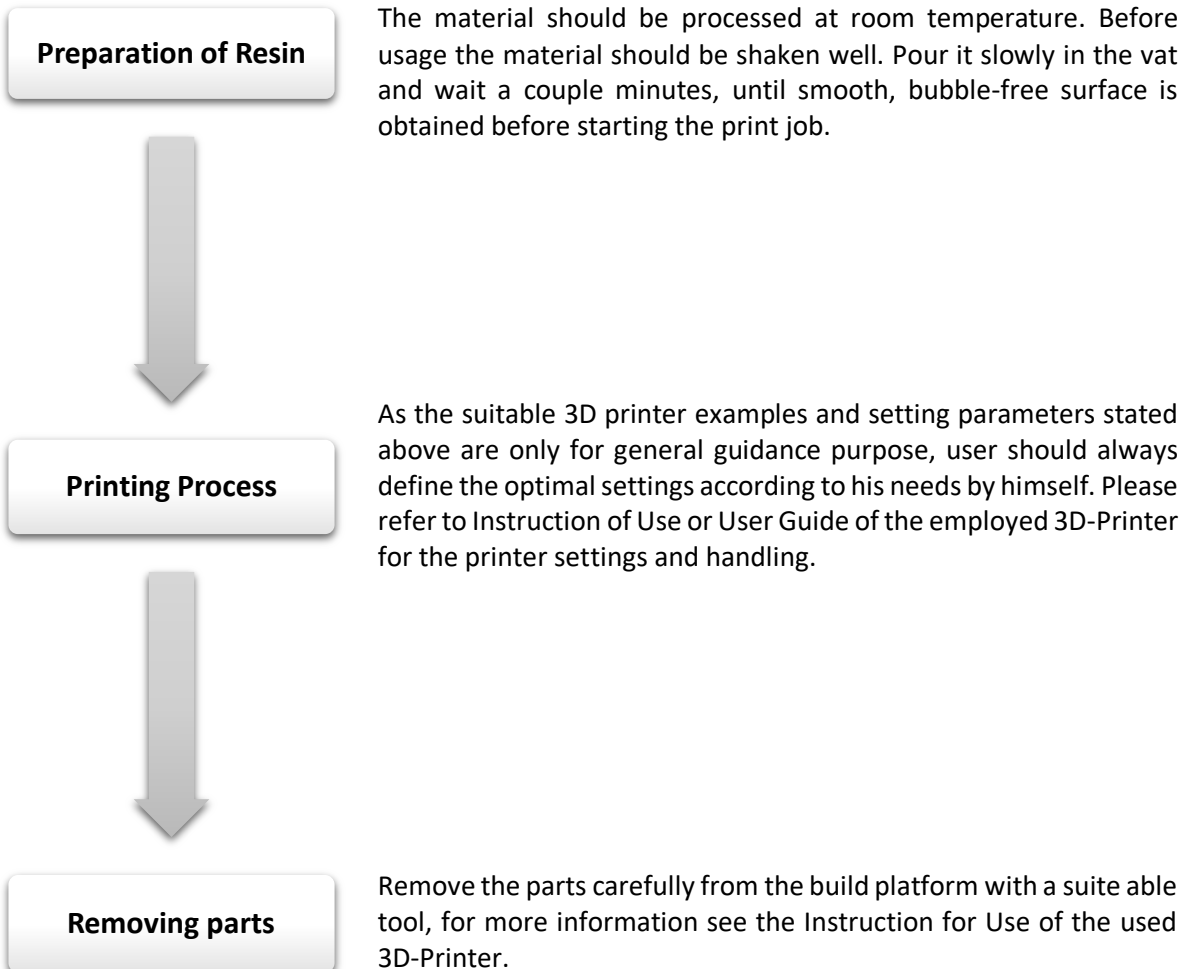 Preparation of Resin
The material should be processed at room temperature. Before
usage the material should be shaken well. Pour it slowly in the vat
and wait a couple minutes, until smooth, bubble-free surface is
obtained before starting the print job.
Printing Process
As the suitable 3D printer examples and setting parameters stated
above are only for general guidance purpose, user should always
define the optimal settings according to his needs by himself. Please
refer to Instruction of Use or User Guide of the employed 3D-Printer
for the printer settings and handling.
Removing parts
Remove the parts carefully from the build platform with a suite able
tool, for more information see the Instruction for Use of the used
3D-Printer.